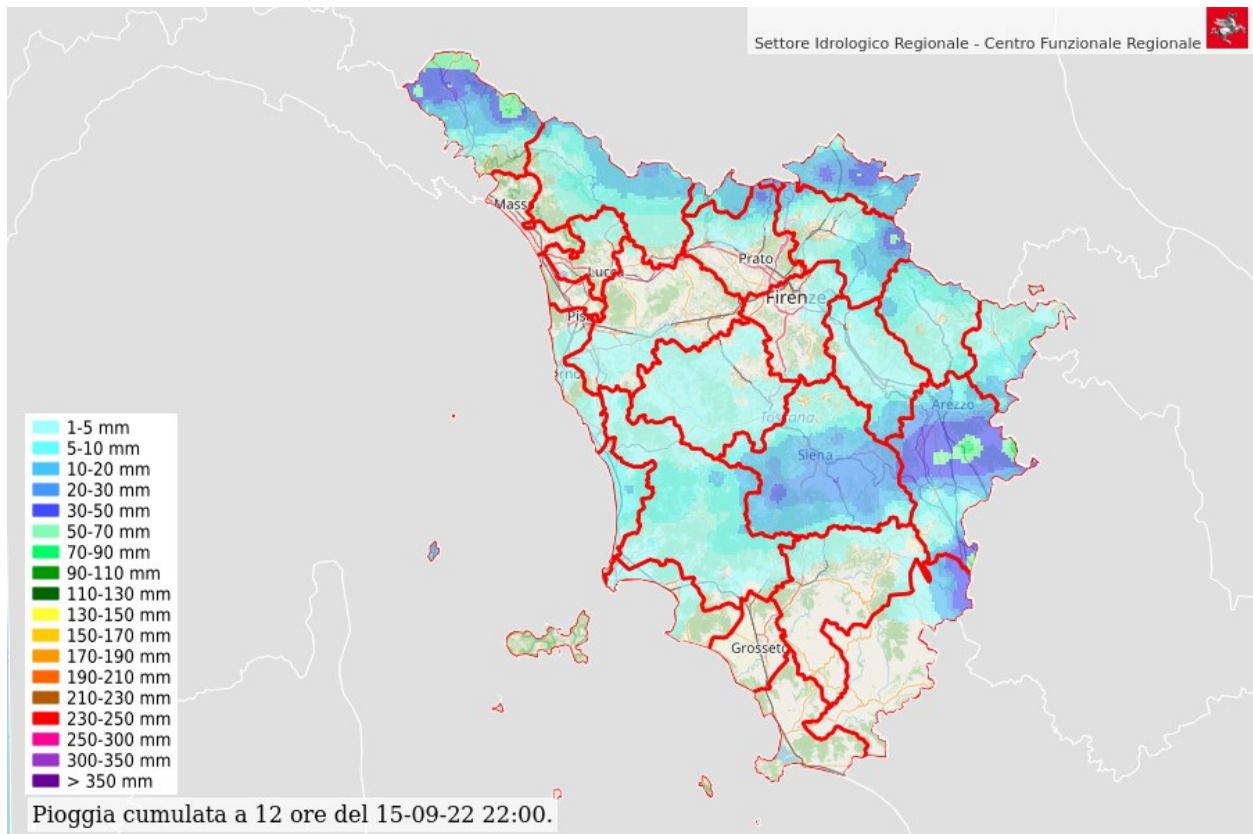 Settore Idrologico Regionale - Centro Funzionale Regionale
Mass
Lucca
Prato
Firenze
Pis
rno
Arezzo
Toscana
Siena
Grosseto
1-5 mm
5-10 mm
10-20 mm
20-30 mm
30-50 mm
50-70 mm
70-90 mm
90-110 mm
110-130 mm
130-150 mm
150-170 mm
170-190 mm
190-210 mm
210-230 mm
230-250 mm
250-300 mm
300-350 mm
> 350 mm
Pioggia cumulata a 12 ore del 15-09-22 22:00.